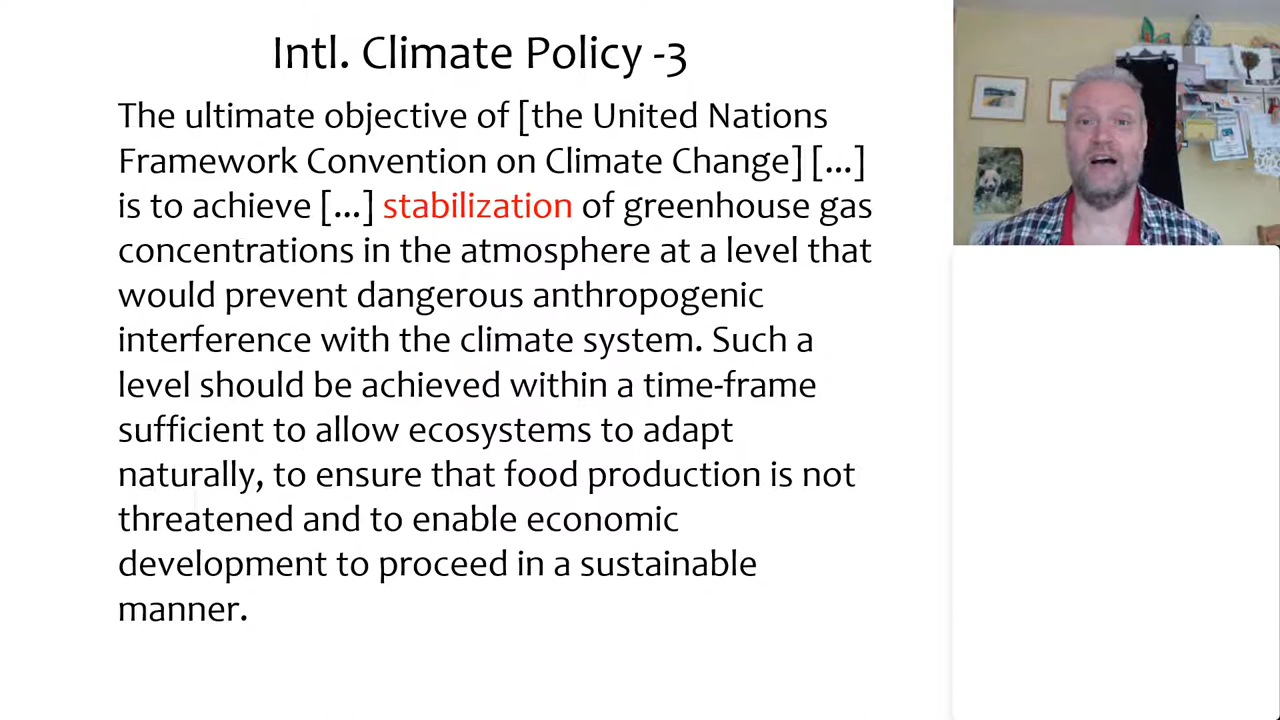 Intl. Climate Policy -3
The ultimate objective of [the United Nations
Framework Convention on Climate Change] [...]
is to achieve [...] stabilization of greenhouse gas
concentrations in the atmosphere at a level that
would prevent dangerous anthropogenic
interference with the climate system. Such a
level should be achieved within a time-frame
sufficient to allow ecosystems to adapt
naturally, to ensure that food production is not
threatened and to enable economic
development to proceed in a sustainable
manner.